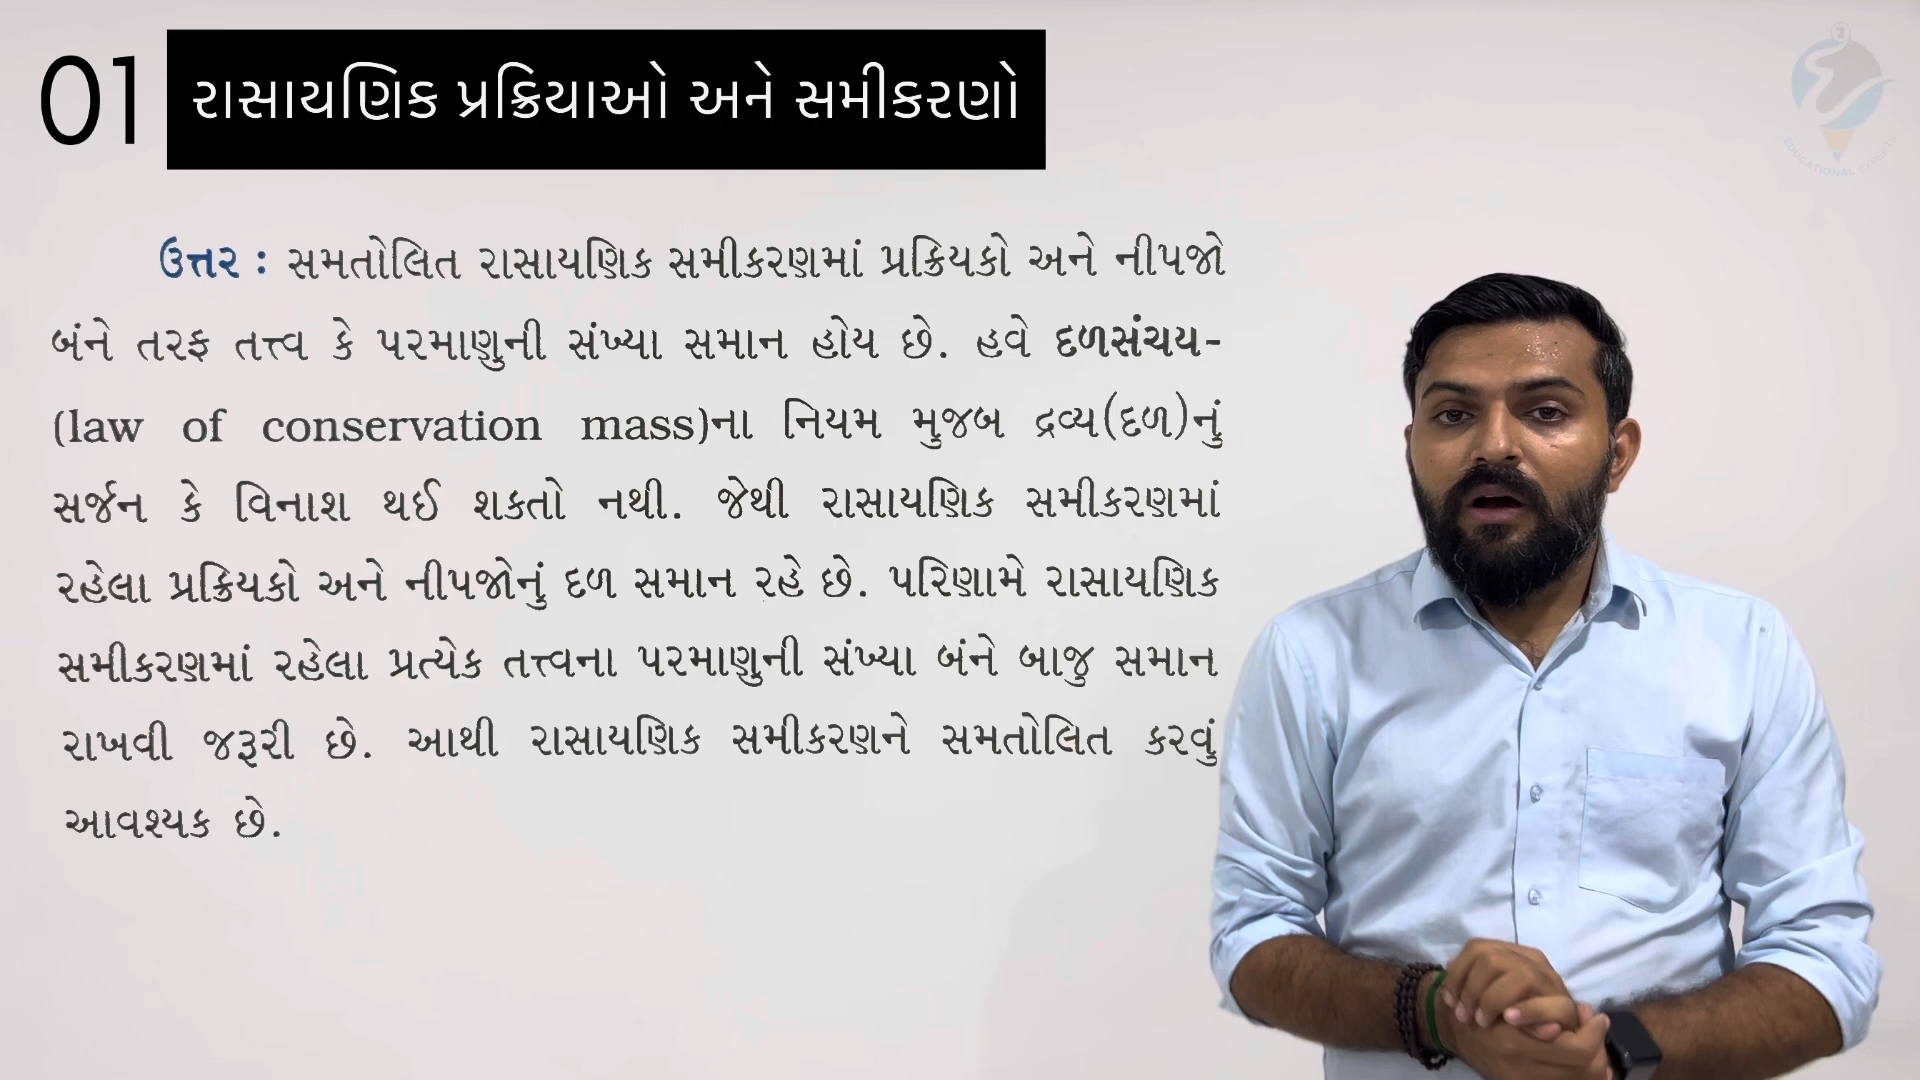 01 રાસાયણિક પ્રક્રિયાઓ અને સમીકરણો
ઉત્તર : સમતોલિત રાસાયણિક સમીકરણમાં પ્રક્રિયકો અને નીપજો
બંને તરફ તત્ત્વ કે પરમાણુની સંખ્યા સમાન હોય છે. હવે દળસંચય-
(law of conservation mass)ના નિયમ મુજબ દ્રવ્ય(દળ)નું
સર્જન કે વિનાશ થઈ શકતો નથી. જેથી રાસાયણિક સમીકરણમાં
રહેલા પ્રક્રિયકો અને નીપજોનું દળ સમાન રહે છે. પરિણામે રાસાયણિક
સમીકરણમાં રહેલા પ્રત્યેક તત્ત્વના પરમાણુની સંખ્યા બંને બાજુ સમાન
રાખવી જરૂરી છે. આથી રાસાયણિક સમીકરણને સમતોલિત કરવું
આવશ્યક છે.
2
EDUCATIONAL EXPERTS